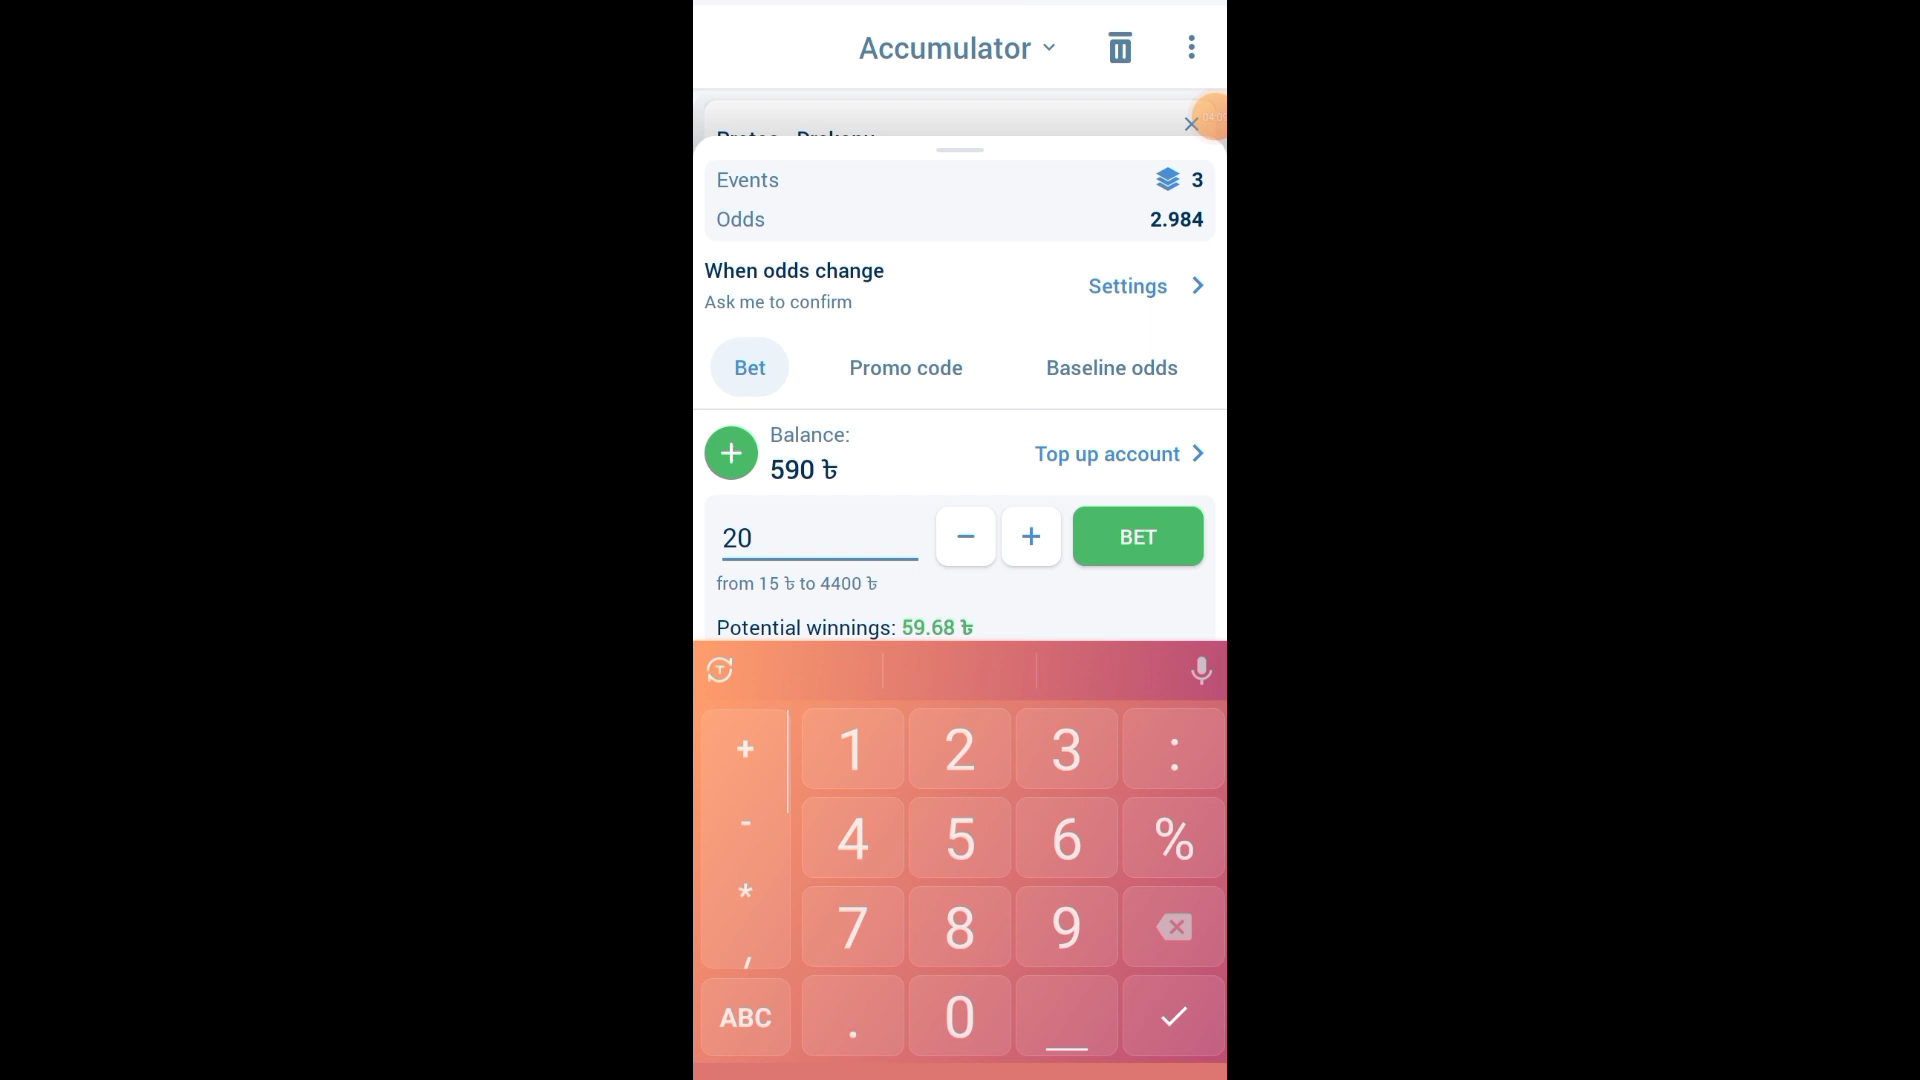 Accumulator
Events 3
Odds 2.984
When odds change
Ask me to confirm
Settings
Bet Promo code Baseline odds
Balance:
590 ৳
Top up account
20 − + BET
from 15 ৳ to 4400 ৳
Potential winnings: 59.68 ৳
+ 1 2 3 :
- 4 5 6 %
* 7 8 9
/
ABC . 0